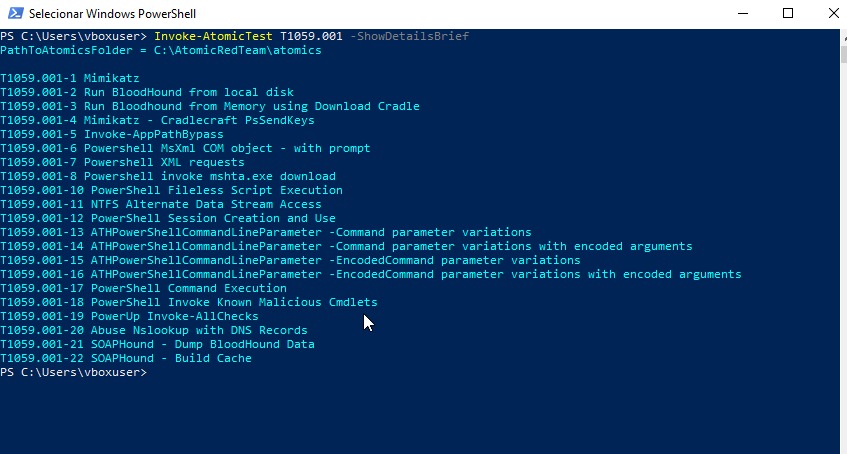 Selecionar Windows PowerShell
PS C:\Users\vboxuser> Invoke-AtomicTest T1059.001 -ShowDetailsBrief
PathToAtomicsFolder = C:\AtomicRedTeam\atomics
T1059.001-1 Mimikatz
T1059.001-2 Run BloodHound from local disk
T1059.001-3 Run Bloodhound from Memory using Download Cradle
T1059.001-4 Mimikatz - Cradlecraft PsSendKeys
T1059.001-5 Invoke-AppPathBypass
T1059.001-6 Powershell MsXml COM object - with prompt
T1059.001-7 Powershell XML requests
T1059.001-8 Powershell invoke mshta.exe download
T1059.001-10 PowerShell Fileless Script Execution
T1059.001-11 NTFS Alternate Data Stream Access
T1059.001-12 PowerShell Session Creation and Use
T1059.001-13 ATHPowerShellCommandLineParameter -Command parameter variations
T1059.001-14 ATHPowerShellCommandLineParameter -Command parameter variations with encoded arguments
T1059.001-15 ATHPowerShellCommandLineParameter -EncodedCommand parameter variations
T1059.001-16 ATHPowerShellCommandLineParameter -EncodedCommand parameter variations with encoded arguments
T1059.001-17 PowerShell Command Execution
T1059.001-18 PowerShell Invoke Known Malicious Cmdlets
T1059.001-19 PowerUp Invoke-AllChecks
T1059.001-20 Abuse Nslookup with DNS Records
T1059.001-21 SOAPHound - Dump BloodHound Data
T1059.001-22 SOAPHound - Build Cache
PS C:\Users\vboxuser>